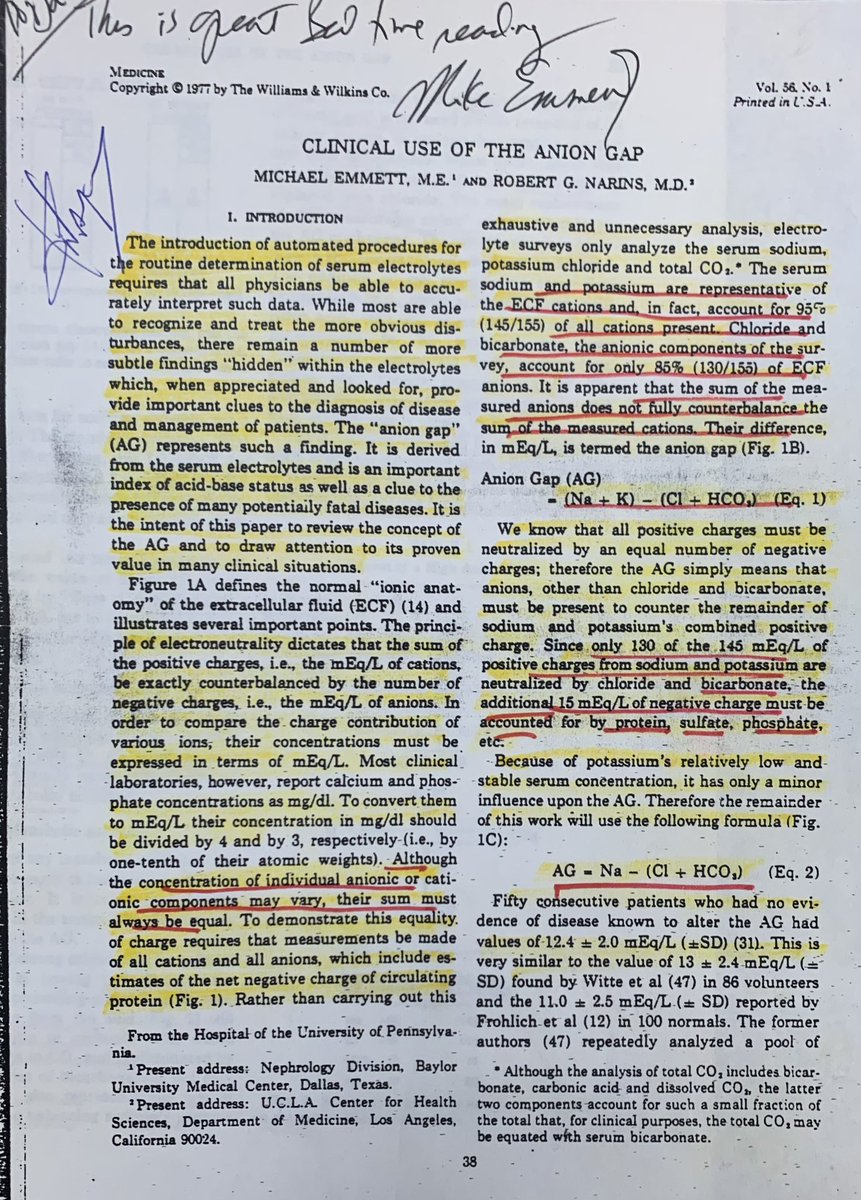 This is great Bed time reading
Mike Emmett
MEDICINE
Copyright © 1977 by The Williams & Wilkins Co.
Vol. 56, No. 1
Printed in U.S.A.
CLINICAL USE OF THE ANION GAP
MICHAEL EMMETT, M.E.¹ AND ROBERT G. NARINS, M.D.²
I. INTRODUCTION
The introduction of automated procedures for
the routine determination of serum electrolytes
requires that all physicians be able to accu-
rately interpret such data. While most are able
to recognize and treat the more obvious dis-
turbances, there remain a number of more
subtle findings "hidden" within the electrolytes
which, when appreciated and looked for, pro-
vide important clues to the diagnosis of disease
and management of patients. The "anion gap"
(AG) represents such a finding. It is derived
from the serum electrolytes and is an important
index of acid-base status as well as a clue to the
presence of many potentially fatal diseases. It is
the intent of this paper to review the concept of
the AG and to draw attention to its proven
value in many clinical situations.
Figure 1A defines the normal "ionic anat-
omy" of the extracellular fluid (ECF) (14) and
illustrates several important points. The princi-
ple of electroneutrality dictates that the sum of
the positive charges, i.e., the mEq/L of cations,
be exactly counterbalanced by the number of
negative charges, i.e., the mEq/L of anions. In
order to compare the charge contribution of
various ions, their concentrations must be
expressed in terms of mEq/L. Most clinical
laboratories, however, report calcium and phos-
phate concentrations as mg/dl. To convert them
to mEq/L their concentration in mg/dl should
be divided by 4 and by 3, respectively (i.e., by
one-tenth of their atomic weights). Although
the concentration of individual anionic or cati-
onic components may vary, their sum must
always be equal. To demonstrate this equality.
of charge requires that measurements be made
of all cations and all anions, which include es-
timates of the net negative charge of circulating
protein (Fig. 1). Rather than carrying out this
From the Hospital of the University of Pennsylva-
nia.
¹ Present address: Nephrology Division, Baylor
University Medical Center, Dallas, Texas.
² Present address: U.C.L.A. Center for Health
Sciences, Department of Medicine, Los Angeles,
California 90024.
exhaustive and unnecessary analysis, electro-
lyte surveys only analyze the serum sodium,
potassium chloride and total CO₂.* The serum
sodium and potassium are representative of
the ECF cations and, in fact, account for 95%
(145/155) of all cations present. Chloride and
bicarbonate, the anionic components of the sur-
vey, account for only 85% (130/155) of ECF
anions. It is apparent that the sum of the mea-
sured anions does not fully counterbalance the
sum of the measured cations. Their difference,
in mEq/L, is termed the anion gap (Fig. 1B).
Anion Gap (AG)
= (Na + K) − (Cl + HCO₃) (Eq. 1)
We know that all positive charges must be
neutralized by an equal number of negative
charges; therefore the AG simply means that
anions, other than chloride and bicarbonate,
must be present to counter the remainder of
sodium and potassium's combined positive
charge. Since only 130 of the 145 mEq/L of
positive charges from sodium and potassium are
neutralized by chloride and bicarbonate, the
additional 15 mEq/L of negative charge must be
accounted for by protein, sulfate, phosphate,
etc.
Because of potassium's relatively low and
stable serum concentration, it has only a minor
influence upon the AG. Therefore the remainder
of this work will use the following formula (Fig.
1C):
AG = Na − (Cl + HCO₃) (Eq. 2)
Fifty consecutive patients who had no evi-
dence of disease known to alter the AG had
values of 12.4 ± 2.0 mEq/L (±SD) (31). This is
very similar to the value of 13 ± 2.4 mEq/L (±
SD) found by Witte et al (47) in 86 volunteers
and the 11.0 ± 2.5 mEq/L (± SD) reported by
Frohlich et al (12) in 100 normals. The former
authors (47) repeatedly analyzed a pool of
* Although the analysis of total CO₂ includes bicar-
bonate, carbonic acid and dissolved CO₂, the latter
two components account for such a small fraction of
the total that, for clinical purposes, the total CO₂ may
be equated with serum bicarbonate.
38